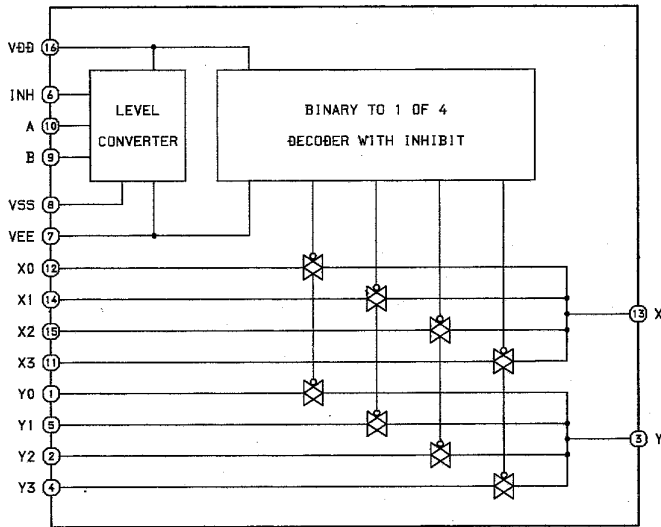 VDD 16
INH 6
A 10
B 9
VSS 8
VEE 7
X0 12
X1 14
X2 15
X3 11
Y0 1
Y1 5
Y2 2
Y3 4
LEVEL
CONVERTER
BINARY TO 1 OF 4
DECODER WITH INHIBIT
13 X
3 Y